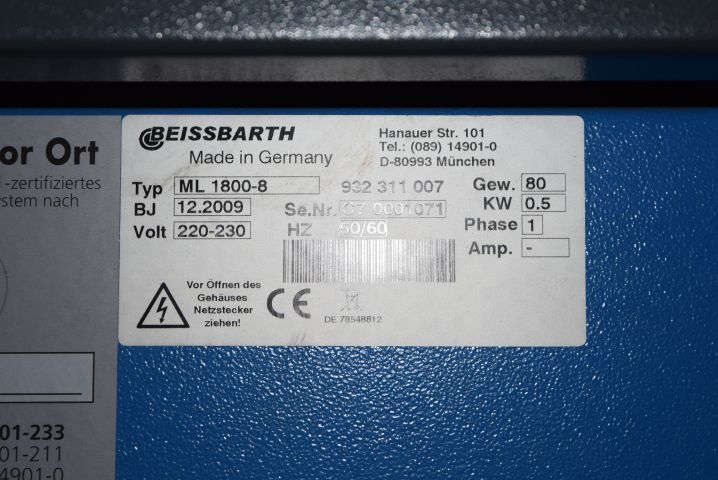 BEISSBARTH
Made in Germany
Hanauer Str. 101
Tel.: (089) 14901-0
D-80993 München
Typ ML 1800-8 932 311 007 Gew. 80
BJ 12.2009 Se.Nr. C7 0001071 KW 0.5
Volt 220-230 HZ 50/60 Phase 1
Amp. -
Vor Öffnen des
Gehäuses
Netzstecker
ziehen!
CE
DE 78548812
or Ort
-zertifiziertes
stem nach
01-233
01-211
4901-0